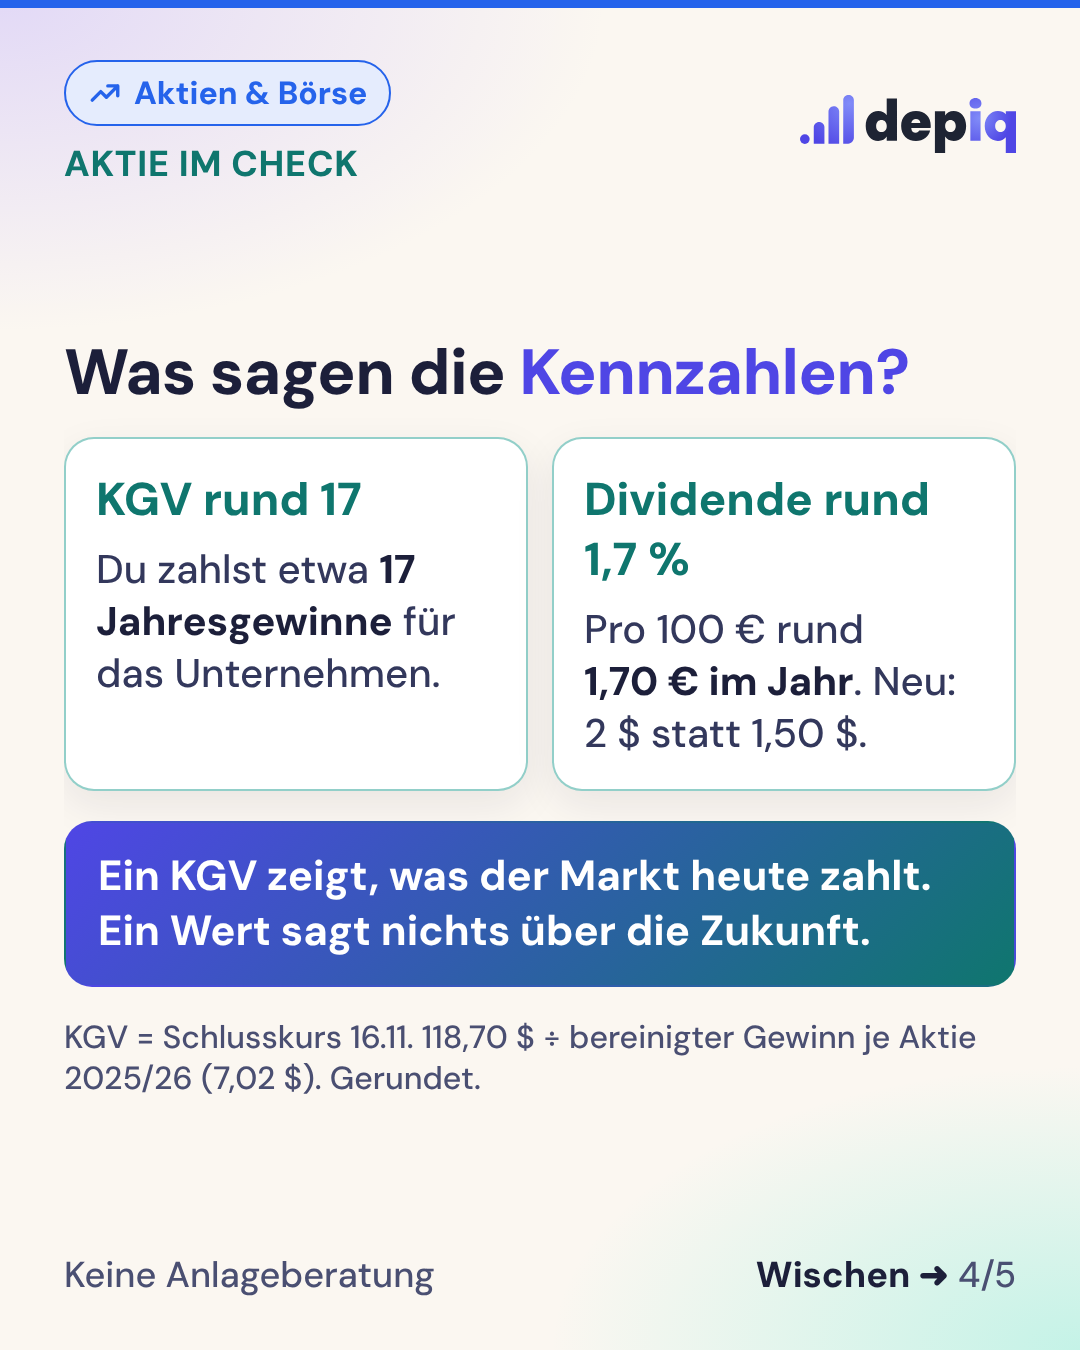 Aktien & Börse
AKTIE IM CHECK
depiq
Was sagen die Kennzahlen?
KGV rund 17
Du zahlst etwa 17
Jahresgewinne für
das Unternehmen.
Dividende rund
1,7 %
Pro 100 € rund
1,70 € im Jahr. Neu:
2 $ statt 1,50 $.
Ein KGV zeigt, was der Markt heute zahlt.
Ein Wert sagt nichts über die Zukunft.
KGV = Schlusskurs 16.11. 118,70 $ ÷ bereinigter Gewinn je Aktie
2025/26 (7,02 $). Gerundet.
Keine Anlageberatung
Wischen ➜ 4/5